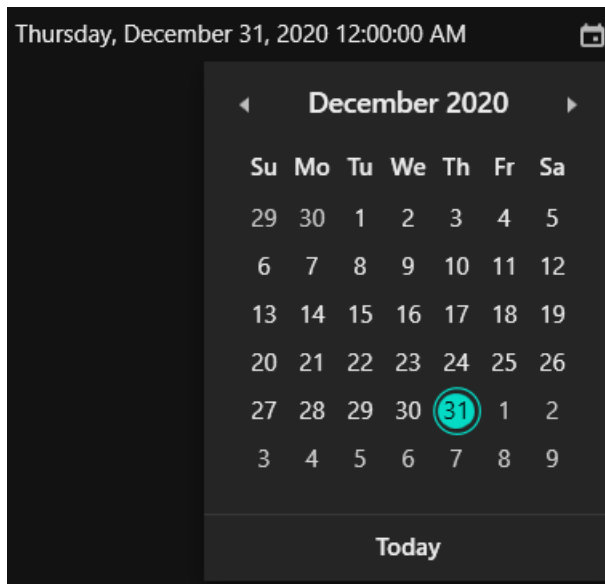 Thursday, December 31, 2020 12:00:00 AM
December 2020
Su Mo Tu We Th Fr Sa
29 30 1 2 3 4 5
6 7 8 9 10 11 12
13 14 15 16 17 18 19
20 21 22 23 24 25 26
27 28 29 30 31 1 2
3 4 5 6 7 8 9
Today